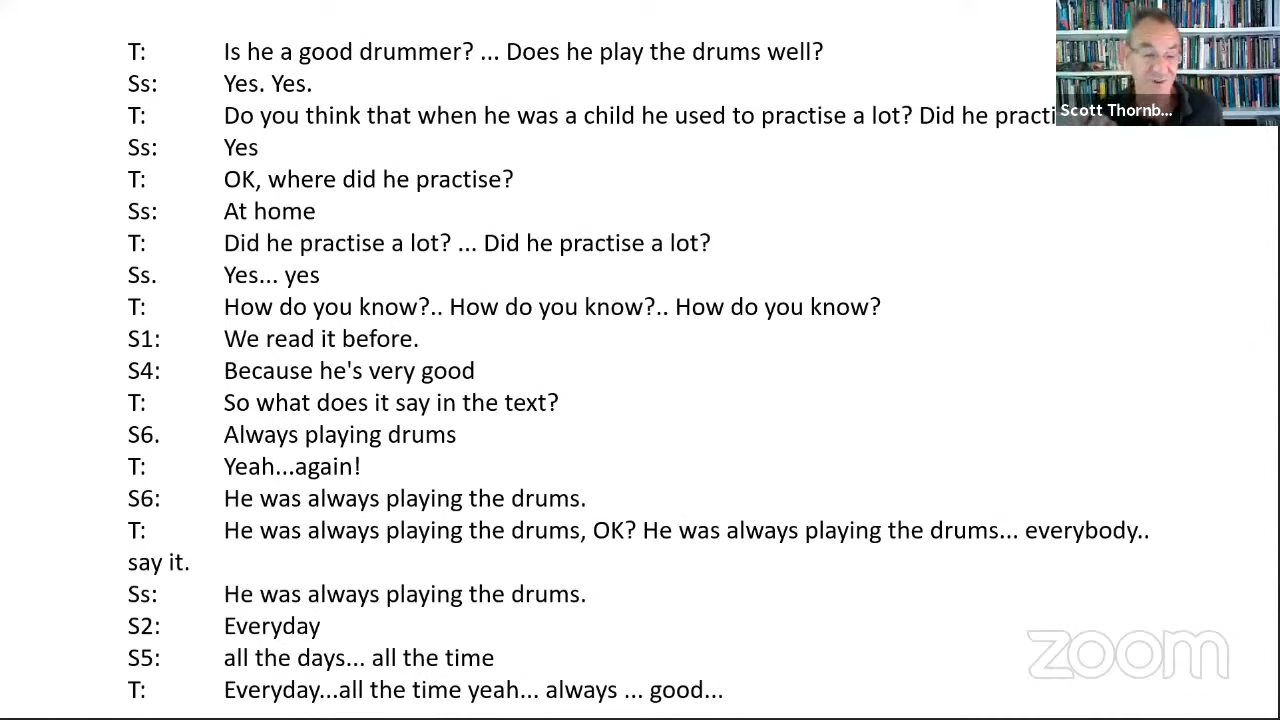 T: Is he a good drummer? ... Does he play the drums well?
Ss: Yes. Yes.
T: Do you think that when he was a child he used to practise a lot? Did he practi
Scott Thornb...
Ss: Yes
T: OK, where did he practise?
Ss: At home
T: Did he practise a lot? ... Did he practise a lot?
Ss. Yes... yes
T: How do you know?.. How do you know?.. How do you know?
S1: We read it before.
S4: Because he's very good
T: So what does it say in the text?
S6. Always playing drums
T: Yeah...again!
S6: He was always playing the drums.
T: He was always playing the drums, OK? He was always playing the drums... everybody..
say it.
Ss: He was always playing the drums.
S2: Everyday
S5: all the days... all the time
T: Everyday...all the time yeah... always ... good...
zoom